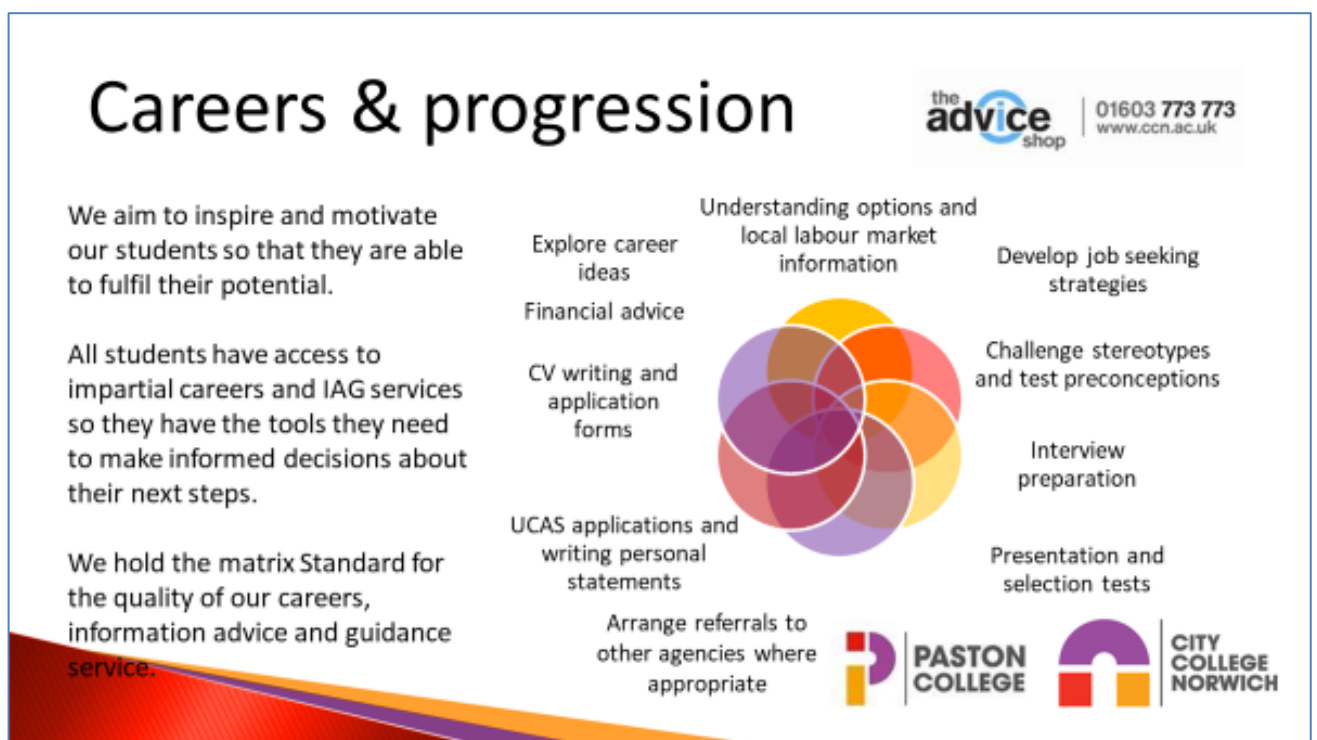 Careers & progression
the
advice
shop
01603 773 773
www.ccn.ac.uk
We aim to inspire and motivate
our students so that they are able
to fulfil their potential.
All students have access to
impartial careers and IAG services
so they have the tools they need
to make informed decisions about
their next steps.
We hold the matrix Standard for
the quality of our careers,
information advice and guidance
service.
Understanding options and
local labour market
information
Explore career
ideas
Financial advice
CV writing and
application
forms
UCAS applications and
writing personal
statements
Arrange referrals to
other agencies where
appropriate
Develop job seeking
strategies
Challenge stereotypes
and test preconceptions
Interview
preparation
Presentation and
selection tests
PASTON
COLLEGE
CITY
COLLEGE
NORWICH